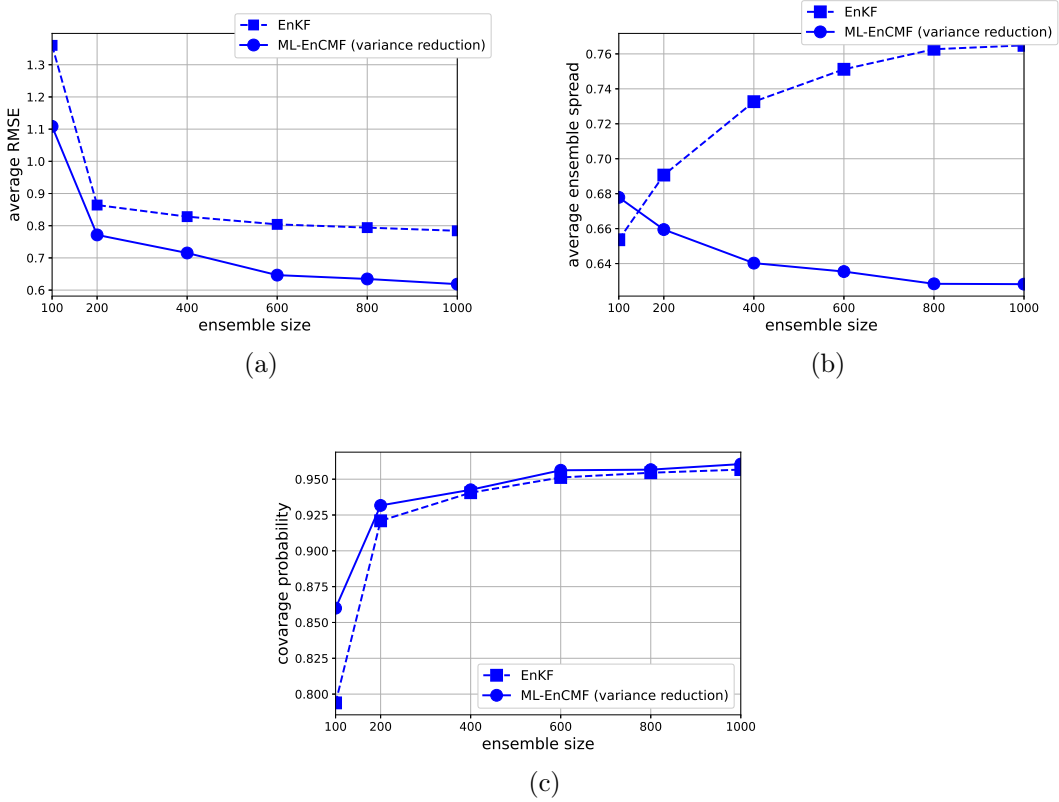 EnKF
ML-EnCMF (variance reduction)
1.3
1.2
1.1
1.0
0.9
0.8
0.7
0.6
average RMSE
100 200 400 600 800 1000
ensemble size
(a)
EnKF
ML-EnCMF (variance reduction)
0.76
0.74
0.72
0.70
0.68
0.66
0.64
average ensemble spread
100 200 400 600 800 1000
ensemble size
(b)
0.950
0.925
0.900
0.875
0.850
0.825
0.800
covarage probability
EnKF
ML-EnCMF (variance reduction)
100 200 400 600 800 1000
ensemble size
(c)